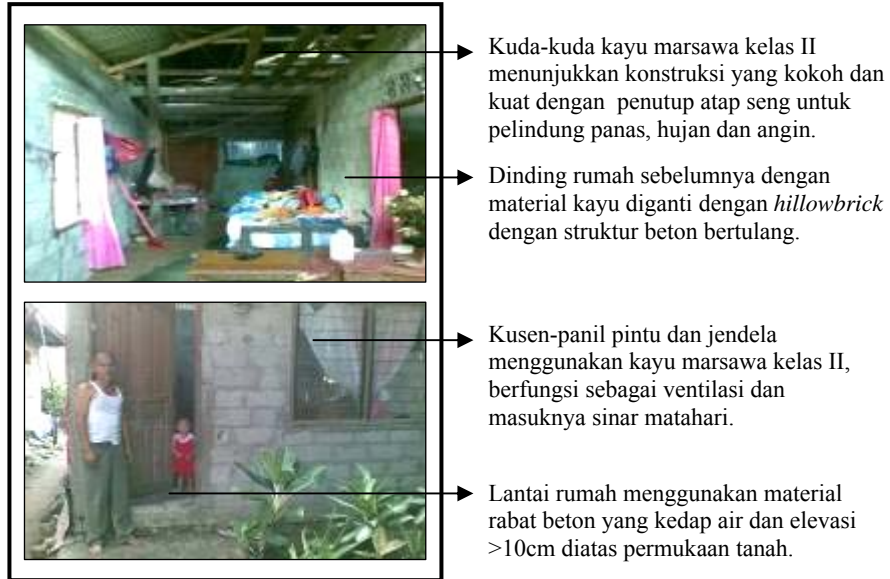 Kuda-kuda kayu marsawa kelas II
menunjukkan konstruksi yang kokoh dan
kuat dengan penutup atap seng untuk
pelindung panas, hujan dan angin.
Dinding rumah sebelumnya dengan
material kayu diganti dengan hillowbrick
dengan struktur beton bertulang.
Kusen-panil pintu dan jendela
menggunakan kayu marsawa kelas II,
berfungsi sebagai ventilasi dan
masuknya sinar matahari.
Lantai rumah menggunakan material
rabat beton yang kedap air dan elevasi
>10cm diatas permukaan tanah.